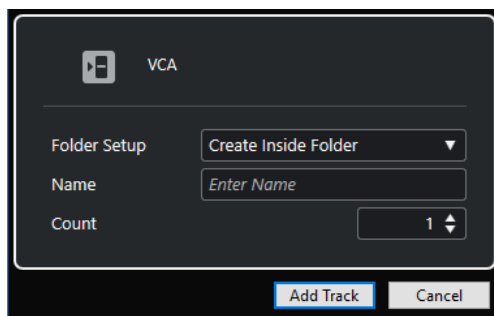 VCA
Folder Setup Create Inside Folder
Name Enter Name
Count 1
Add Track Cancel